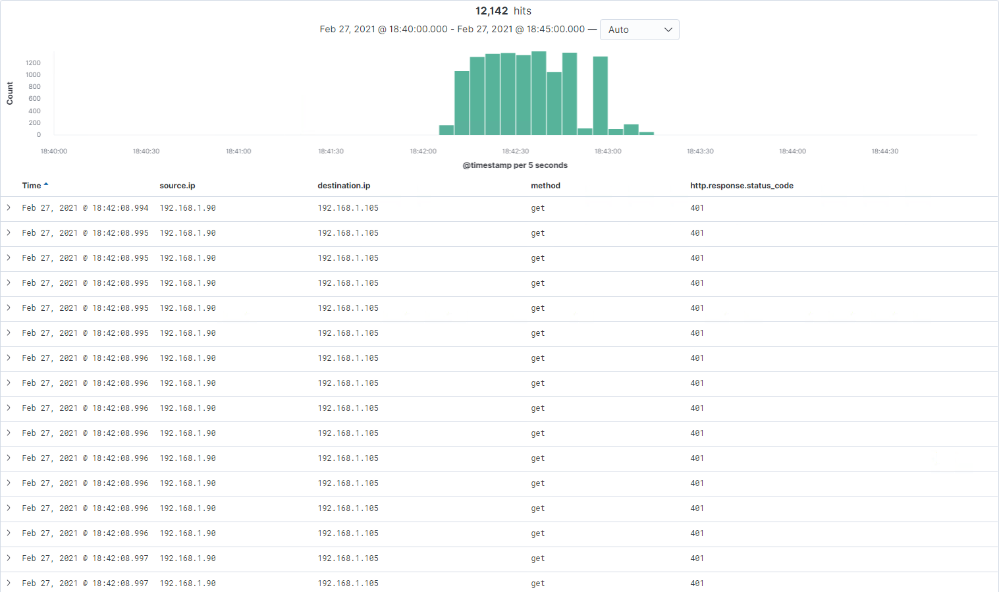 12,142 hits
Feb 27, 2021 @ 18:40:00.000 - Feb 27, 2021 @ 18:45:00.000 — Auto
Count
1200
1000
800
600
400
200
0
18:40:00 18:40:30 18:41:00 18:41:30 18:42:00 18:42:30 18:43:00 18:43:30 18:44:00 18:44:30
@timestamp per 5 seconds
Time source.ip destination.ip method http.response.status_code
Feb 27, 2021 @ 18:42:08.994 192.168.1.90 192.168.1.105 get 401
Feb 27, 2021 @ 18:42:08.995 192.168.1.90 192.168.1.105 get 401
Feb 27, 2021 @ 18:42:08.995 192.168.1.90 192.168.1.105 get 401
Feb 27, 2021 @ 18:42:08.995 192.168.1.90 192.168.1.105 get 401
Feb 27, 2021 @ 18:42:08.995 192.168.1.90 192.168.1.105 get 401
Feb 27, 2021 @ 18:42:08.995 192.168.1.90 192.168.1.105 get 401
Feb 27, 2021 @ 18:42:08.996 192.168.1.90 192.168.1.105 get 401
Feb 27, 2021 @ 18:42:08.996 192.168.1.90 192.168.1.105 get 401
Feb 27, 2021 @ 18:42:08.996 192.168.1.90 192.168.1.105 get 401
Feb 27, 2021 @ 18:42:08.996 192.168.1.90 192.168.1.105 get 401
Feb 27, 2021 @ 18:42:08.996 192.168.1.90 192.168.1.105 get 401
Feb 27, 2021 @ 18:42:08.996 192.168.1.90 192.168.1.105 get 401
Feb 27, 2021 @ 18:42:08.996 192.168.1.90 192.168.1.105 get 401
Feb 27, 2021 @ 18:42:08.996 192.168.1.90 192.168.1.105 get 401
Feb 27, 2021 @ 18:42:08.997 192.168.1.90 192.168.1.105 get 401
Feb 27, 2021 @ 18:42:08.997 192.168.1.90 192.168.1.105 get 401